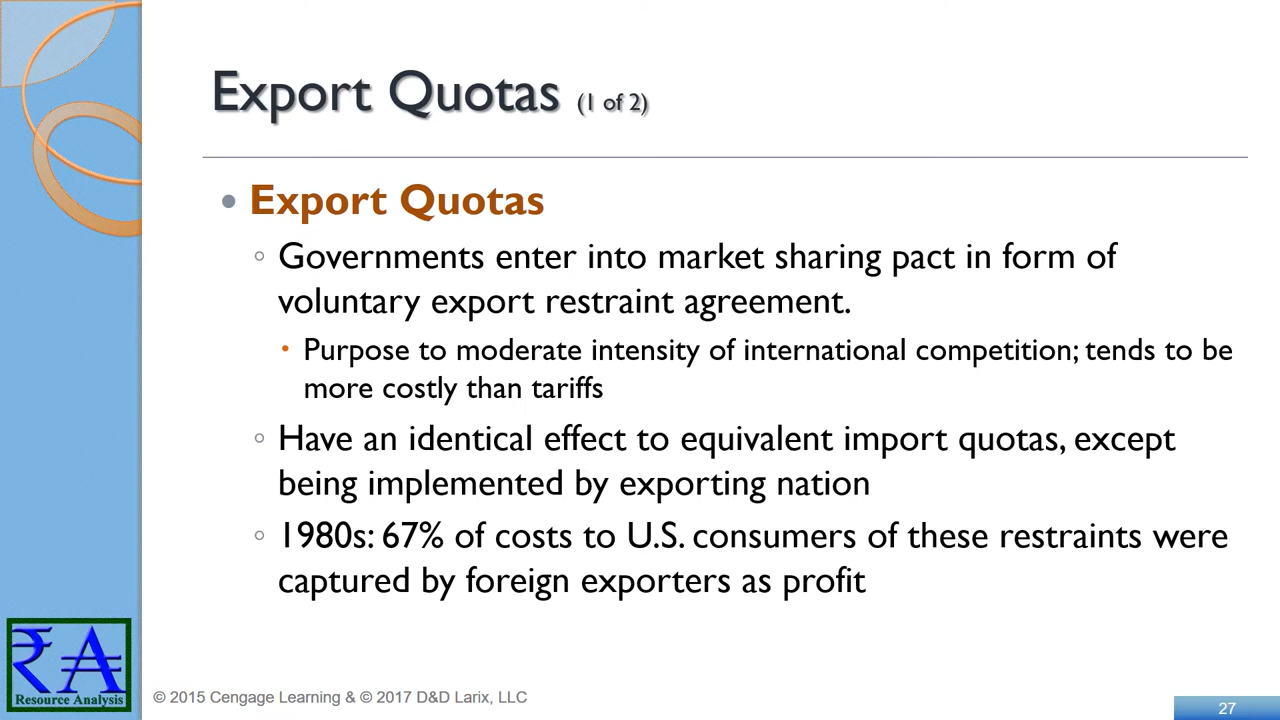 Export Quotas (1 of 2)
• Export Quotas
◦ Governments enter into market sharing pact in form of
voluntary export restraint agreement.
• Purpose to moderate intensity of international competition; tends to be
more costly than tariffs
◦ Have an identical effect to equivalent import quotas, except
being implemented by exporting nation
◦ 1980s: 67% of costs to U.S. consumers of these restraints were
captured by foreign exporters as profit
₹A
Resource Analysis
© 2015 Cengage Learning & © 2017 D&D Larix, LLC
27